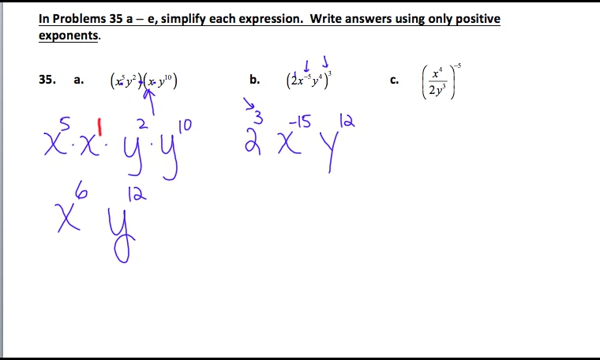 In Problems 35 a – e, simplify each expression. Write answers using only positive
exponents.
35. a. (x⁵y²)(x y¹⁰) b. (2x⁻⁵y⁴)³ c. (x⁴/2y³)⁻⁵
x⁵ · x¹ · y² · y¹⁰ 2³ x⁻¹⁵ y¹²
x⁶ y¹²